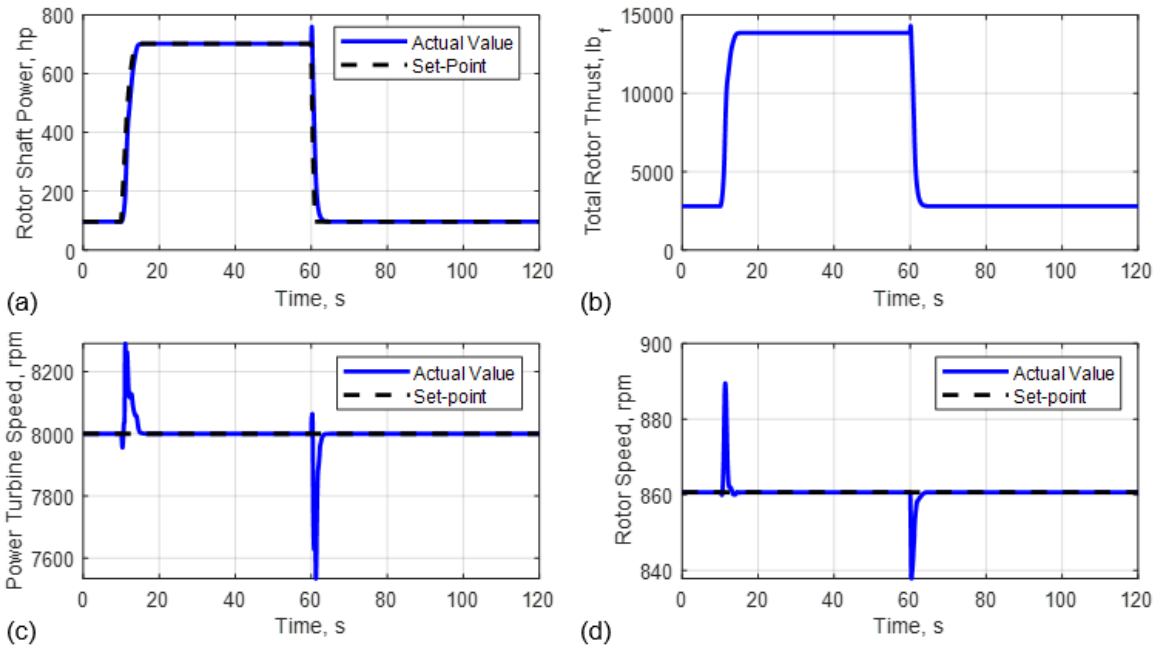 Rotor Shaft Power, hp
800
600
400
200
0
Actual Value
Set-Point
0 20 40 60 80 100 120
Time, s
(a)
Total Rotor Thrust, lb_f
15000
10000
5000
0
0 20 40 60 80 100 120
Time, s
(b)
Power Turbine Speed, rpm
8200
8000
7800
7600
Actual Value
Set-point
0 20 40 60 80 100 120
Time, s
(c)
Rotor Speed, rpm
900
880
860
840
Actual Value
Set-point
0 20 40 60 80 100 120
Time, s
(d)